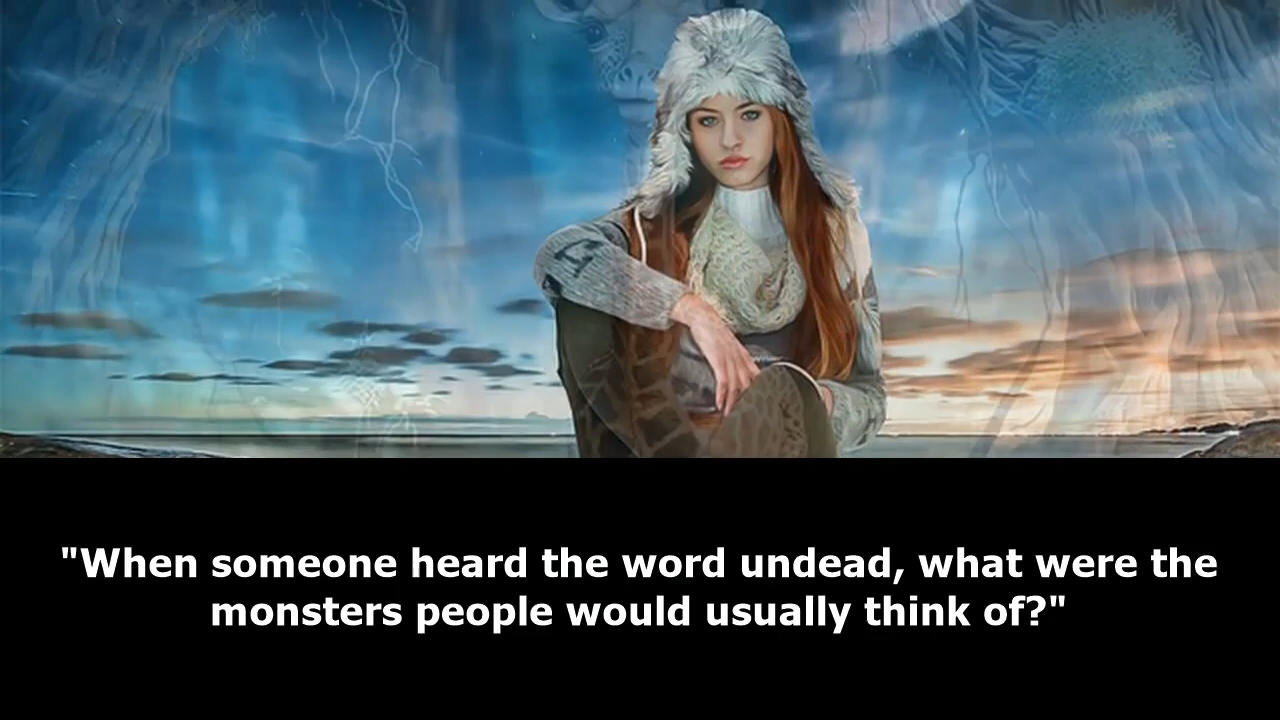 "When someone heard the word undead, what were the
monsters people would usually think of?"